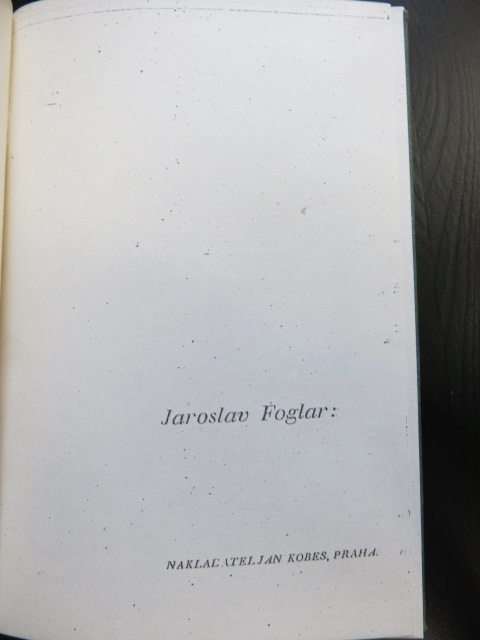 Jaroslav Foglar:
NAKLADATEL JAN KOBES, PRAHA.